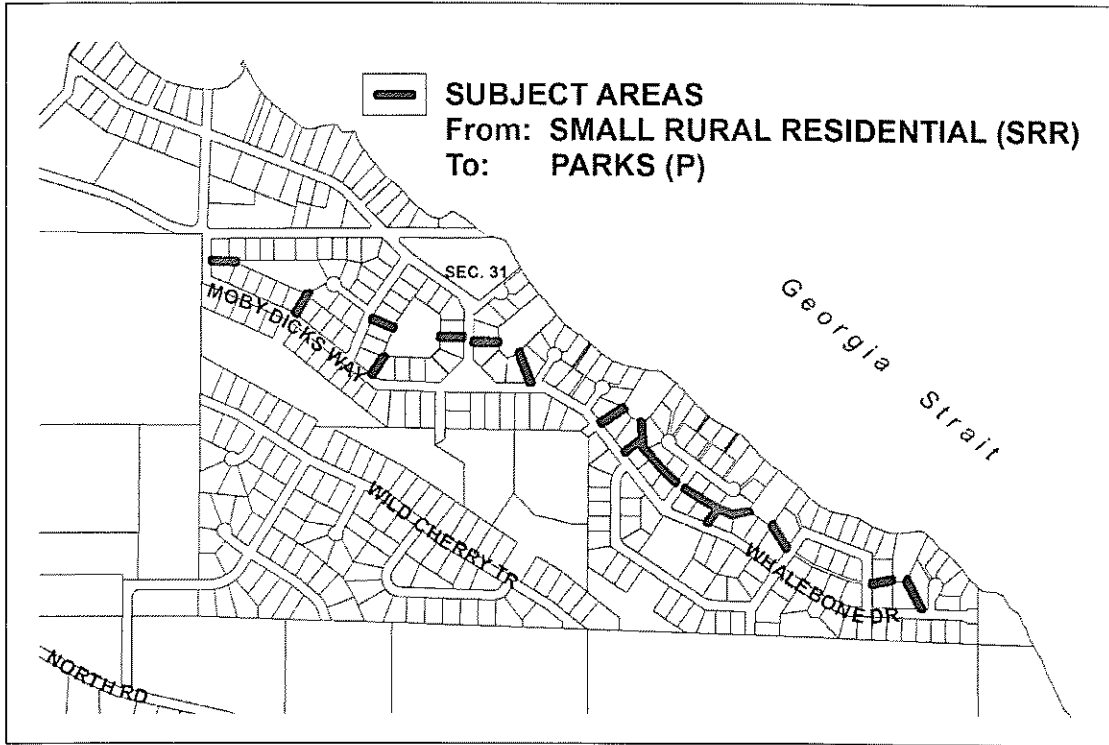 SUBJECT AREAS
From: SMALL RURAL RESIDENTIAL (SRR)
To: PARKS (P)
SEC. 31
MOBY DICKS WAY
Georgia Strait
WILD CHERRY TR
WHALEBONE DR
NORTH RD